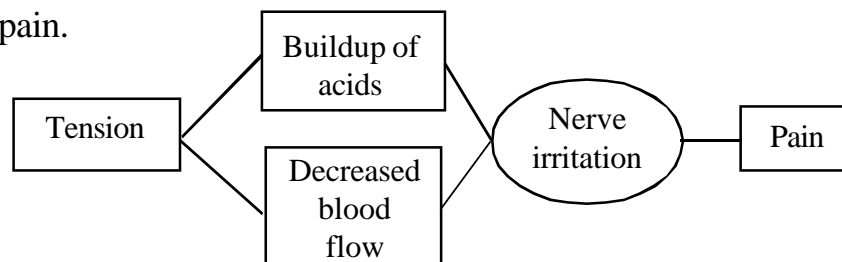 pain.
Tension
Buildup of
acids
Decreased
blood
flow
Nerve
irritation
Pain